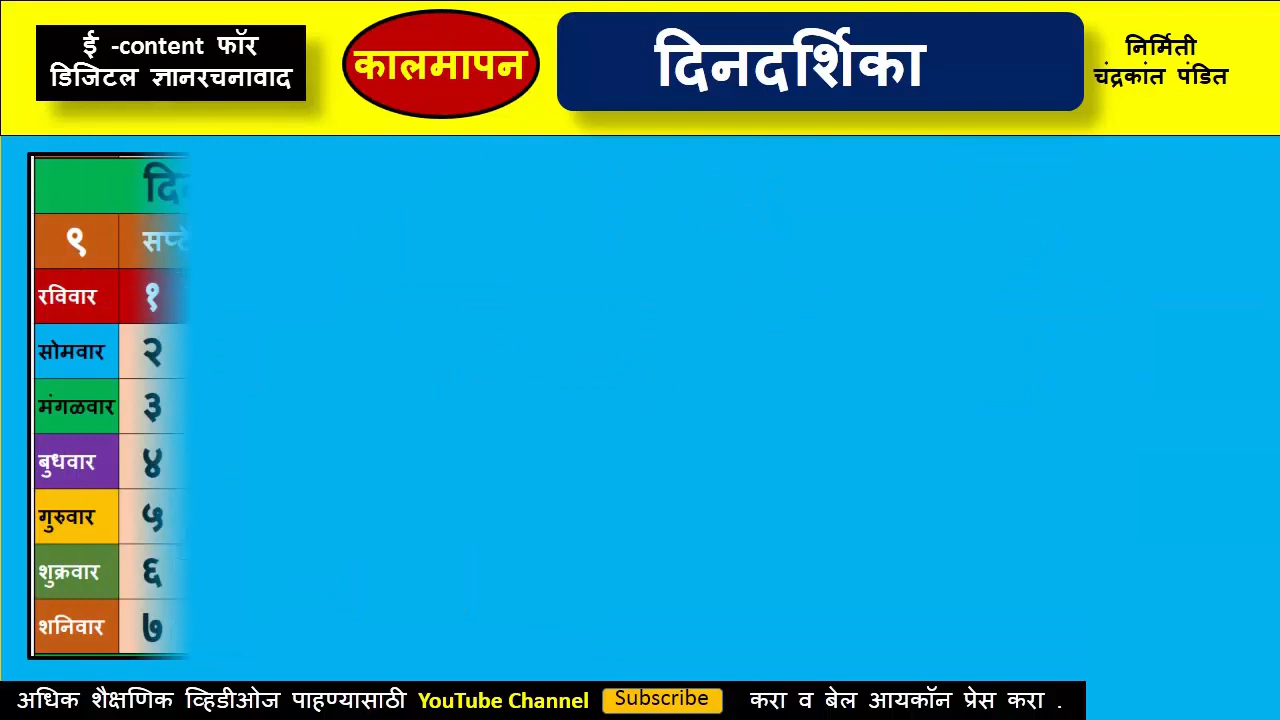 ई -content फॉर
डिजिटल ज्ञानरचनावाद
कालमापन
दिनदर्शिका
निर्मिती
चंद्रकांत पंडित
९
रविवार १
सोमवार २
मंगळवार ३
बुधवार ४
गुरुवार ५
शुक्रवार ६
शनिवार ७
अधिक शैक्षणिक व्हिडीओज पाहण्यासाठी YouTube Channel Subscribe करा व बेल आयकॉन प्रेस करा .